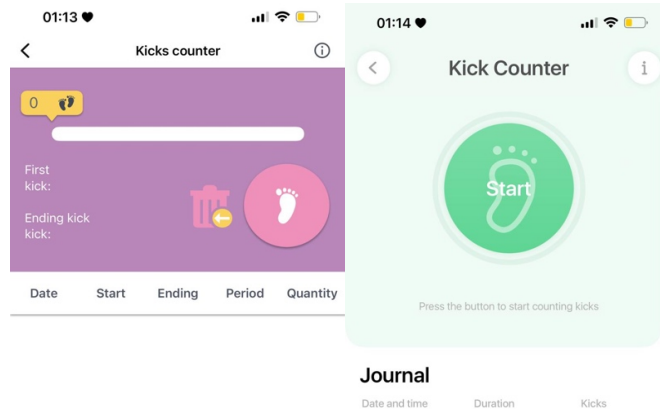 01:13
Kicks counter
0
First
kick:
Ending kick
kick:
Date Start Ending Period Quantity
01:14
Kick Counter
i
Start
Press the button to start counting kicks
Journal
Date and time Duration Kicks